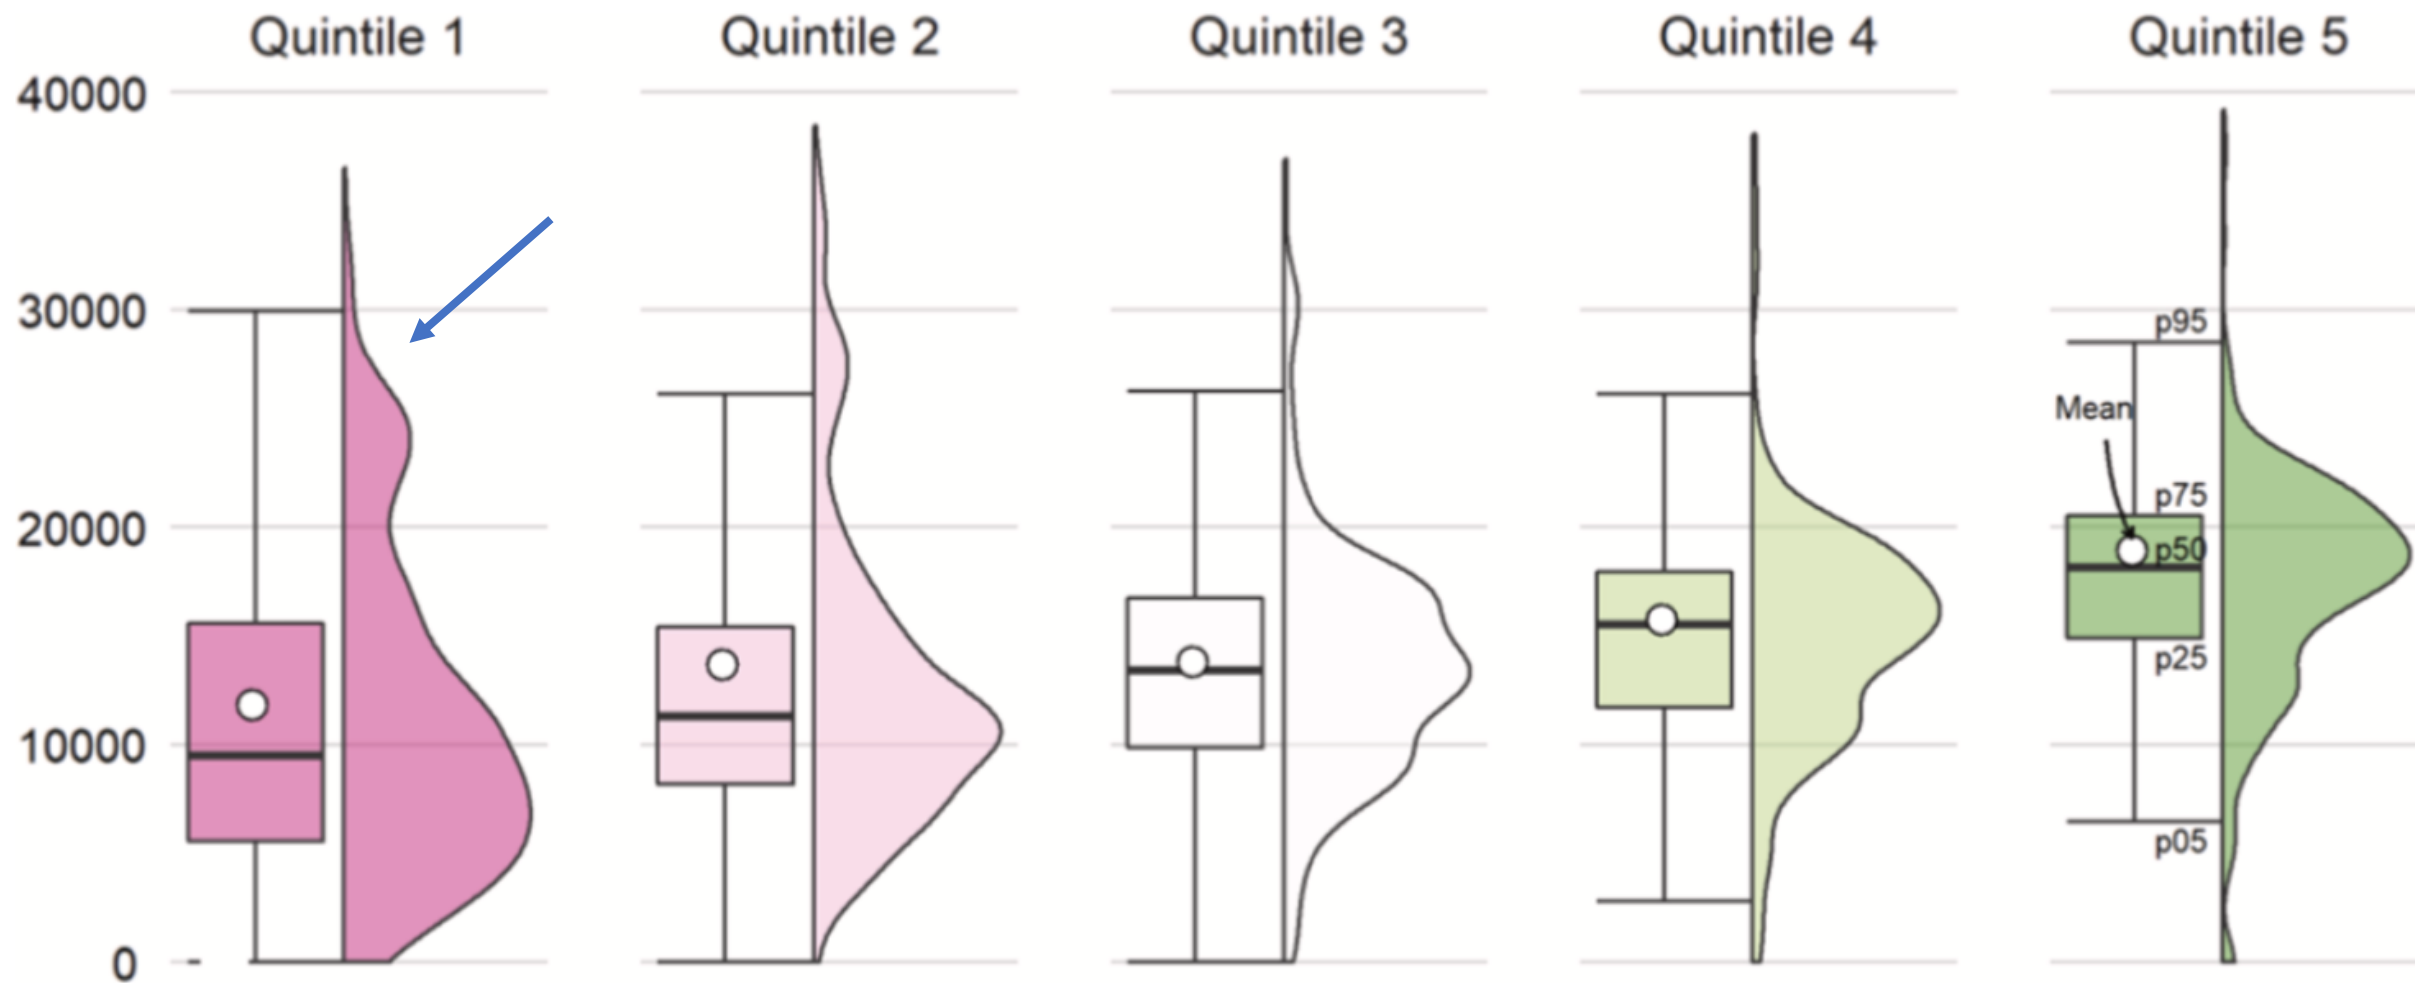 Quintile 1
Quintile 2
Quintile 3
Quintile 4
Quintile 5
40000
30000
20000
10000
0
p95
Mean
p75
p50
p25
p05